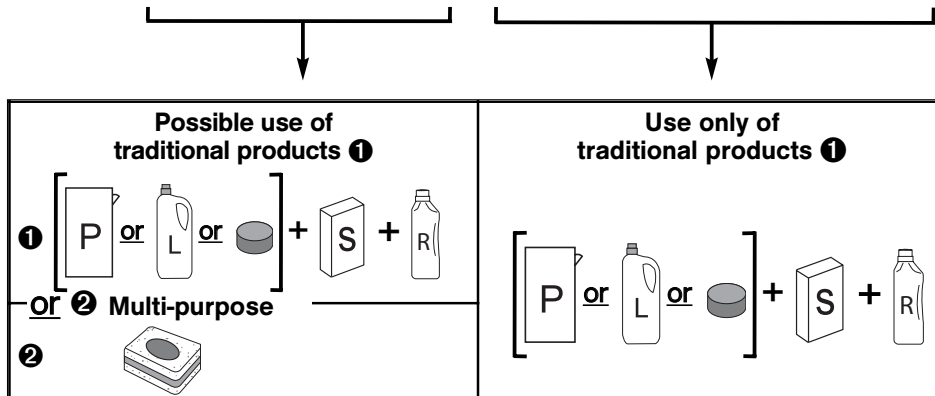 Possible use of
traditional products ❶
❶ P or L or + S + R
or ❷ Multi-purpose
❷
Use only of
traditional products ❶
P or L or + S + R